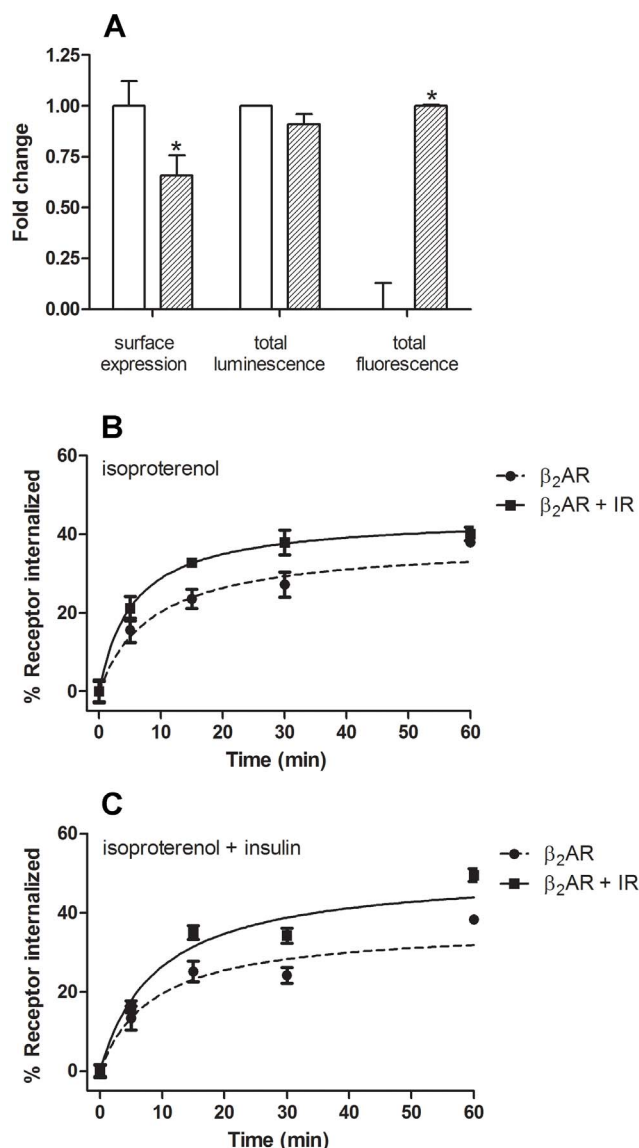 A
Fold change
1.25
1.00
0.75
0.50
0.25
0.00
*
*
surface
expression
total
luminescence
total
fluorescence
B
isoproterenol
% Receptor internalized
60
40
20
0
0 10 20 30 40 50 60
Time (min)
β₂AR
β₂AR + IR
C
isoproterenol + insulin
% Receptor internalized
60
40
20
0
0 10 20 30 40 50 60
Time (min)
β₂AR
β₂AR + IR